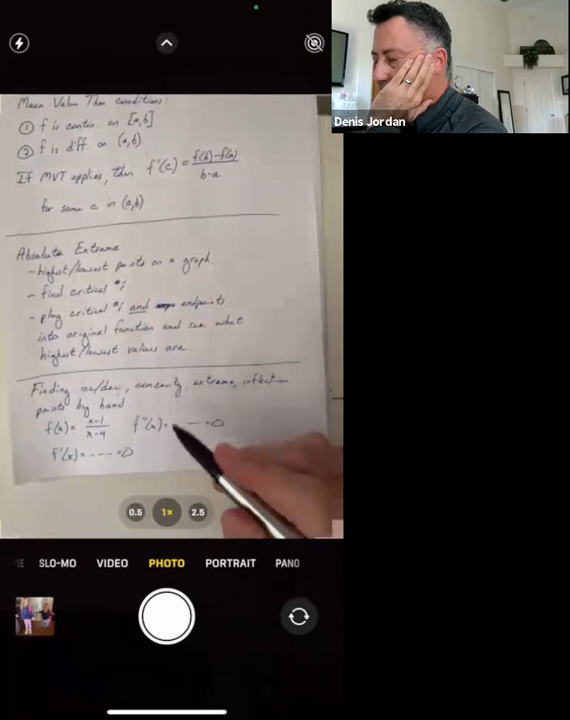 Denis Jordan
Mean Value Thm conditions:
① f is contin. on [a,b]
② f is diff. on (a,b)
If MVT applies, then f'(c) = f(b)-f(a) / b-a
for some c in (a,b)
Absolute Extrema
- highest/lowest points on a graph
- final critical #'s
- plug critical #'s and endpoints
into original function and see what
highest/lowest values are.
Finding inc/dec, concavity, extrema, inflection
points by hand
f(x) = x-1 / x-4 f''(x)= ---=0
f'(x)= ----=0
0.5 1× 2.5
SLO-MO VIDEO PHOTO PORTRAIT PANO